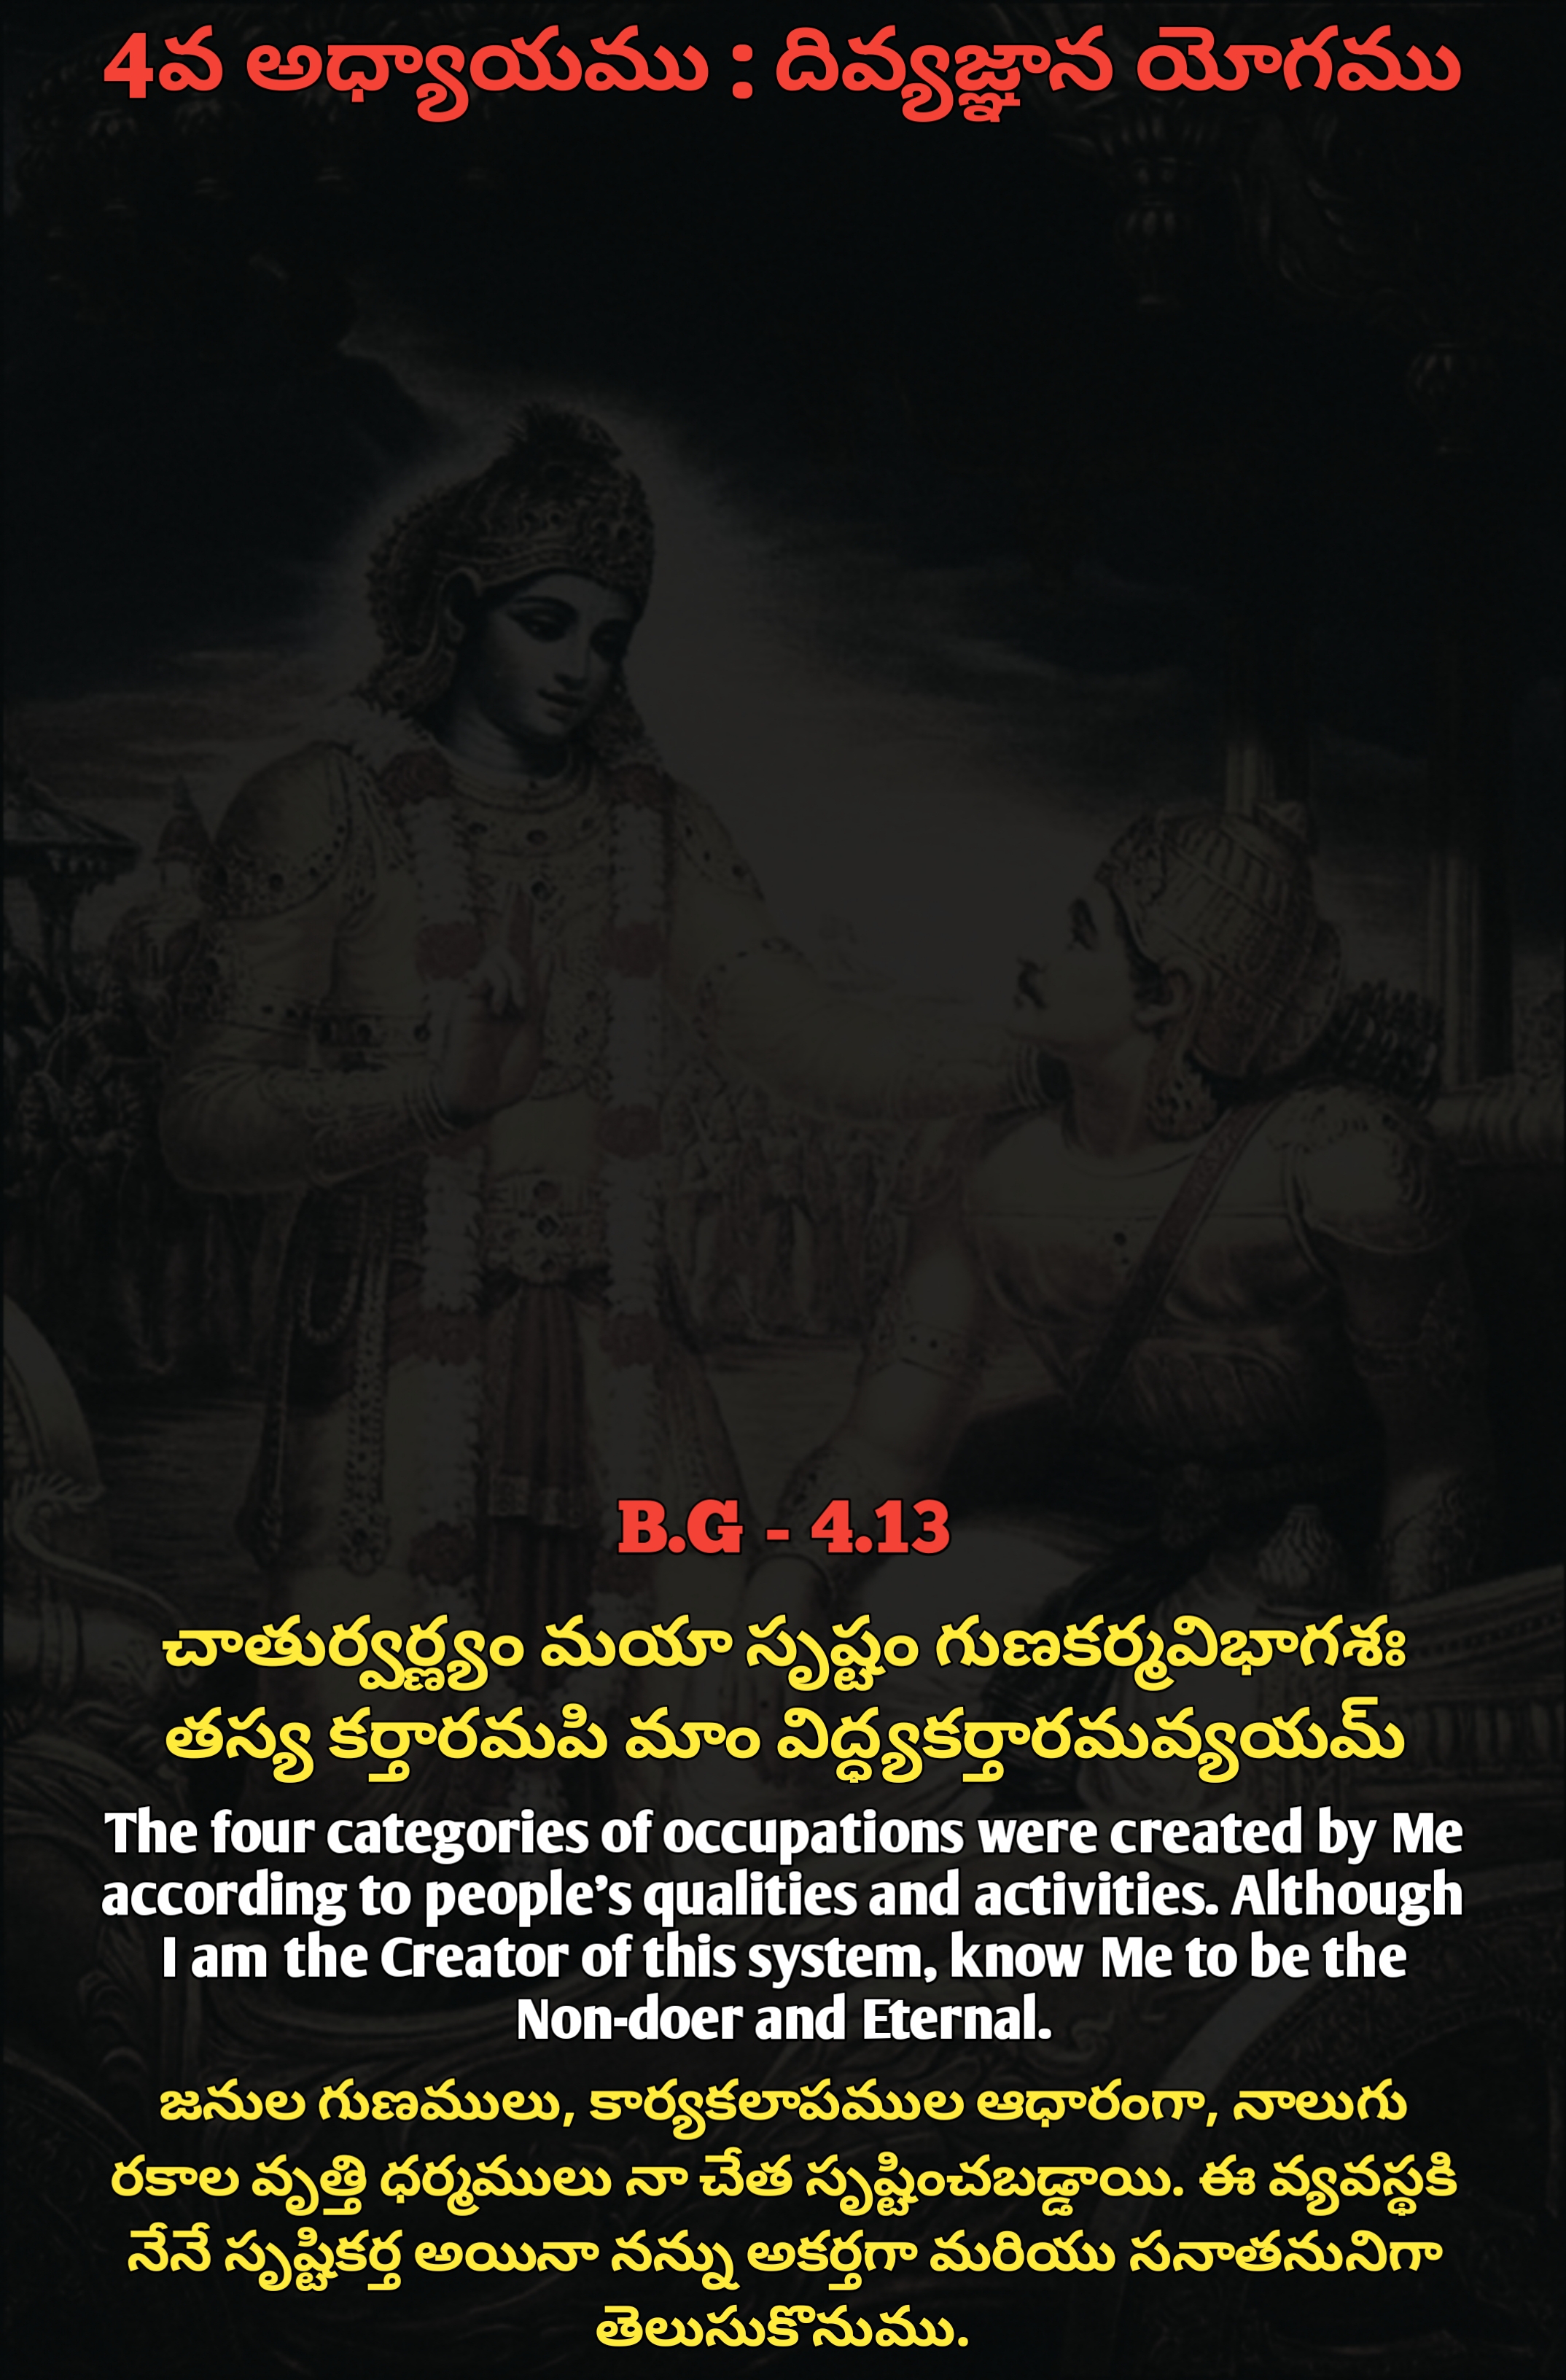 4వ అధ్యాయము : దివ్యజ్ఞాన యోగము
B.G - 4.13
చాతుర్వర్ణ్యం మయా సృష్టం గుణకర్మవిభాగశః
తస్య కర్తారమపి మాం విద్ధ్యకర్తారమవ్యయమ్
The four categories of occupations were created by Me
according to people’s qualities and activities. Although
I am the Creator of this system, know Me to be the
Non-doer and Eternal.
జనుల గుణములు, కార్యకలాపముల ఆధారంగా, నాలుగు
రకాల వృత్తి ధర్మములు నా చేత సృష్టించబడ్డాయి. ఈ వ్యవస్థకి
నేనే సృష్టికర్త అయినా నన్ను అకర్తగా మరియు సనాతనునిగా
తెలుసుకొనుము.